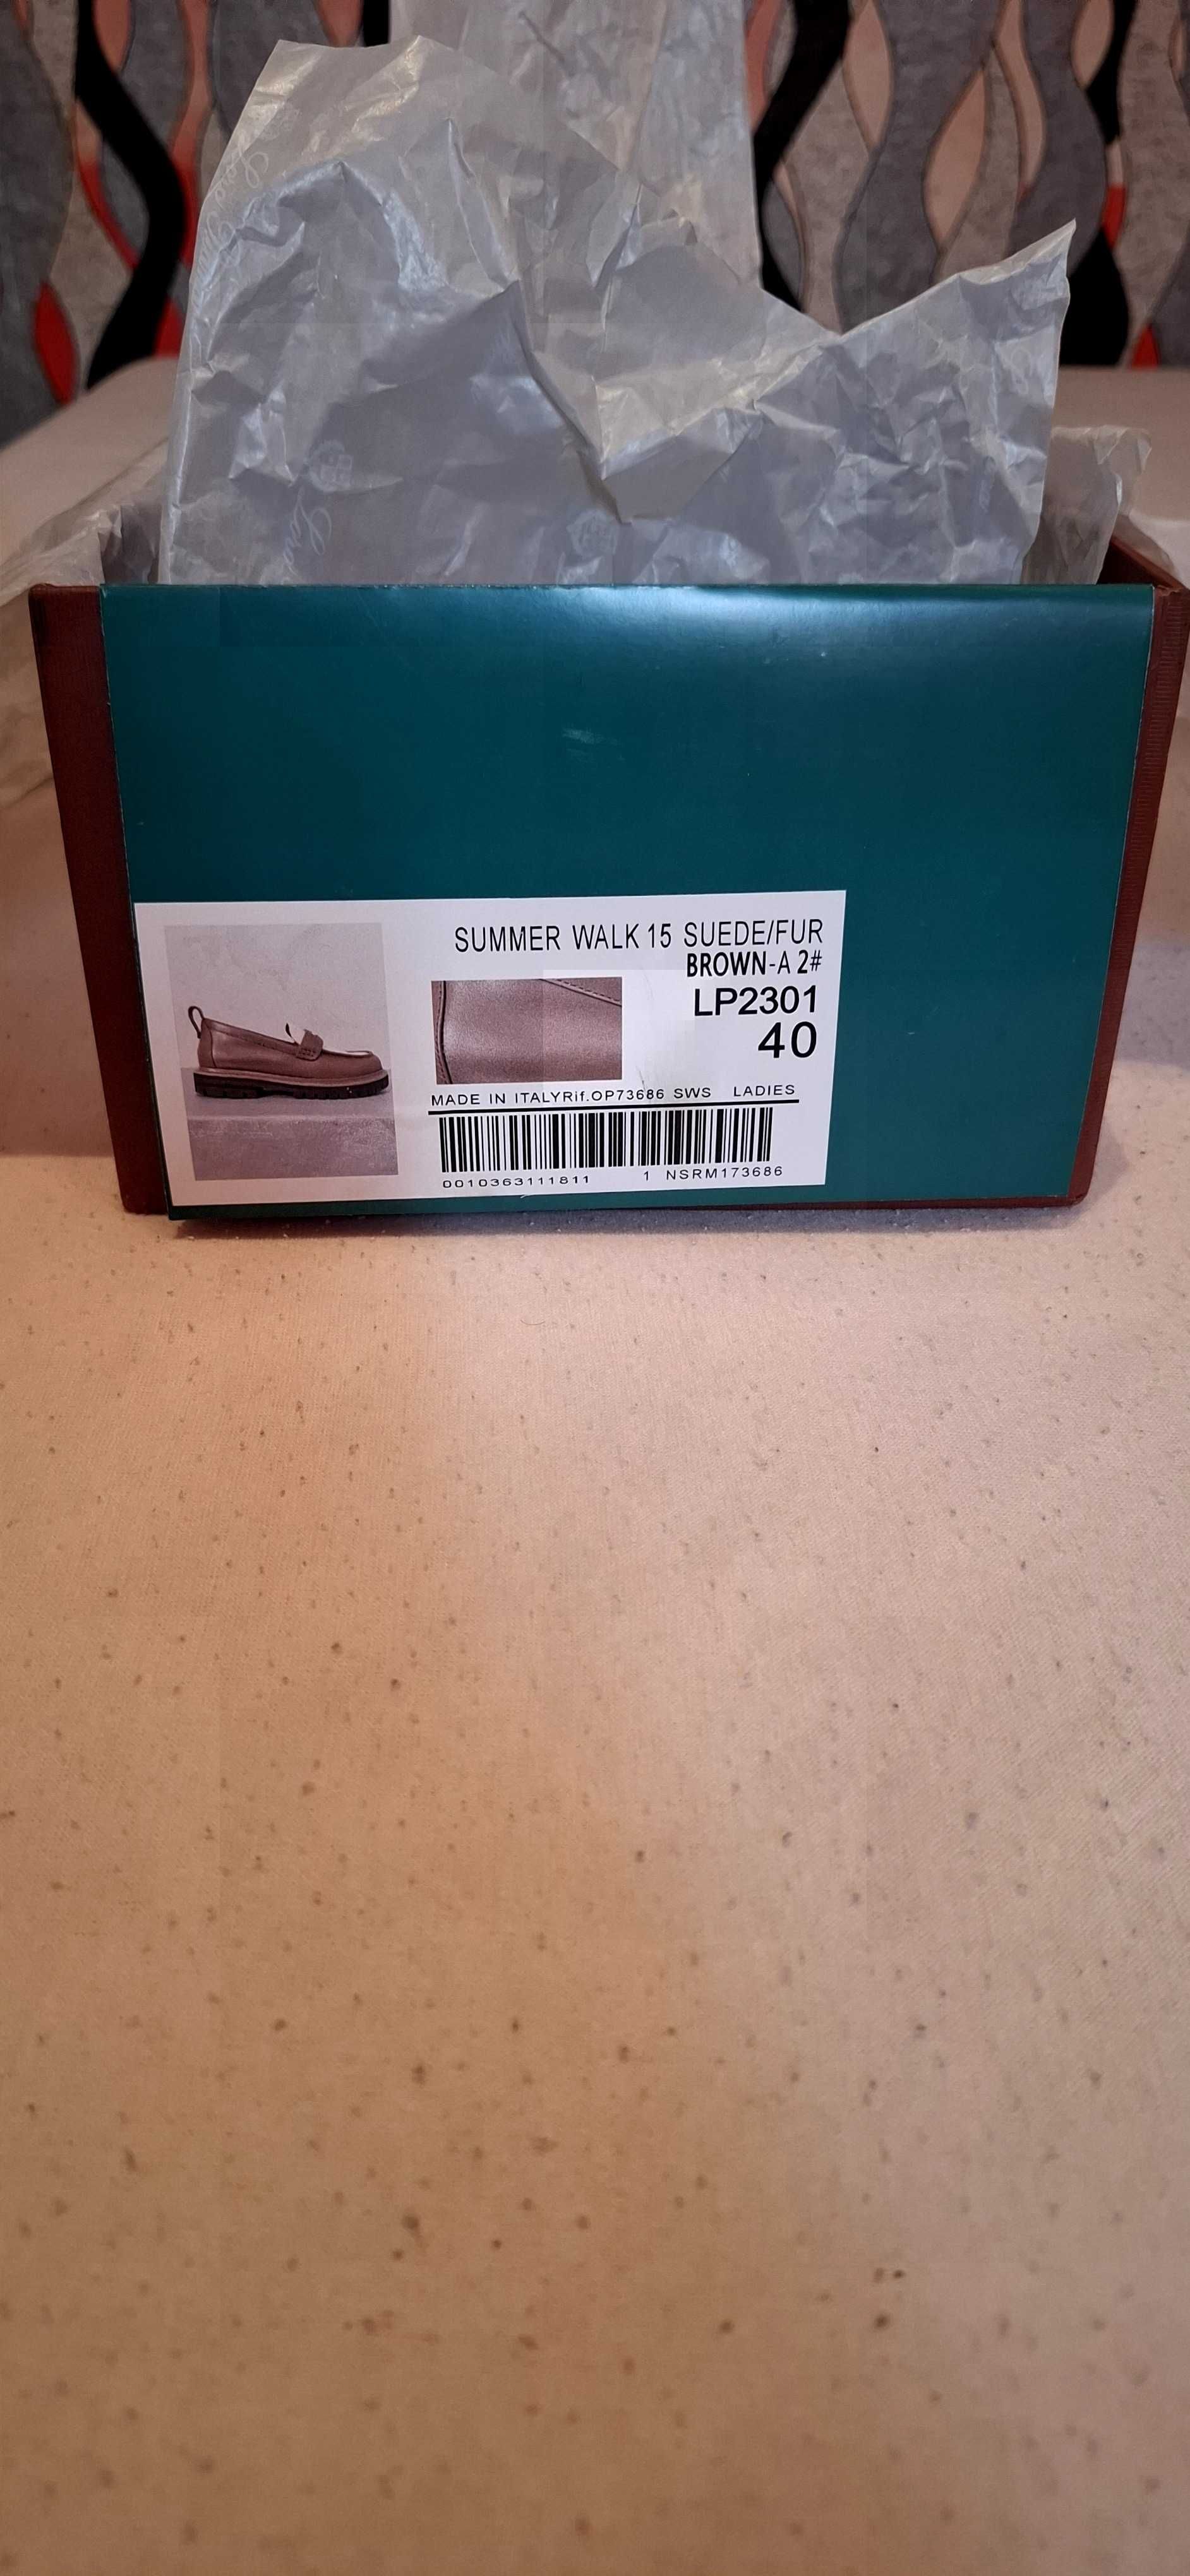 SUMMER WALK 15 SUEDE/FUR
BROWN-A 2#
LP2301
40
MADE IN ITALYRif.OP73686 SWS LADIES
0010363111811 1 NSRM173686